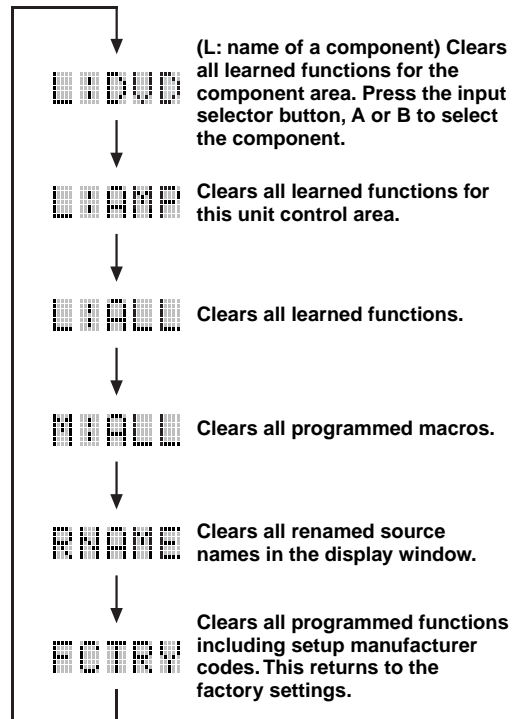 L:DVD
(L: name of a component) Clears
all learned functions for the
component area. Press the input
selector button, A or B to select
the component.
L:AMP
Clears all learned functions for
this unit control area.
L:ALL
Clears all learned functions.
M:ALL
Clears all programmed macros.
RNAME
Clears all renamed source
names in the display window.
FCTRY
Clears all programmed functions
including setup manufacturer
codes. This returns to the
factory settings.